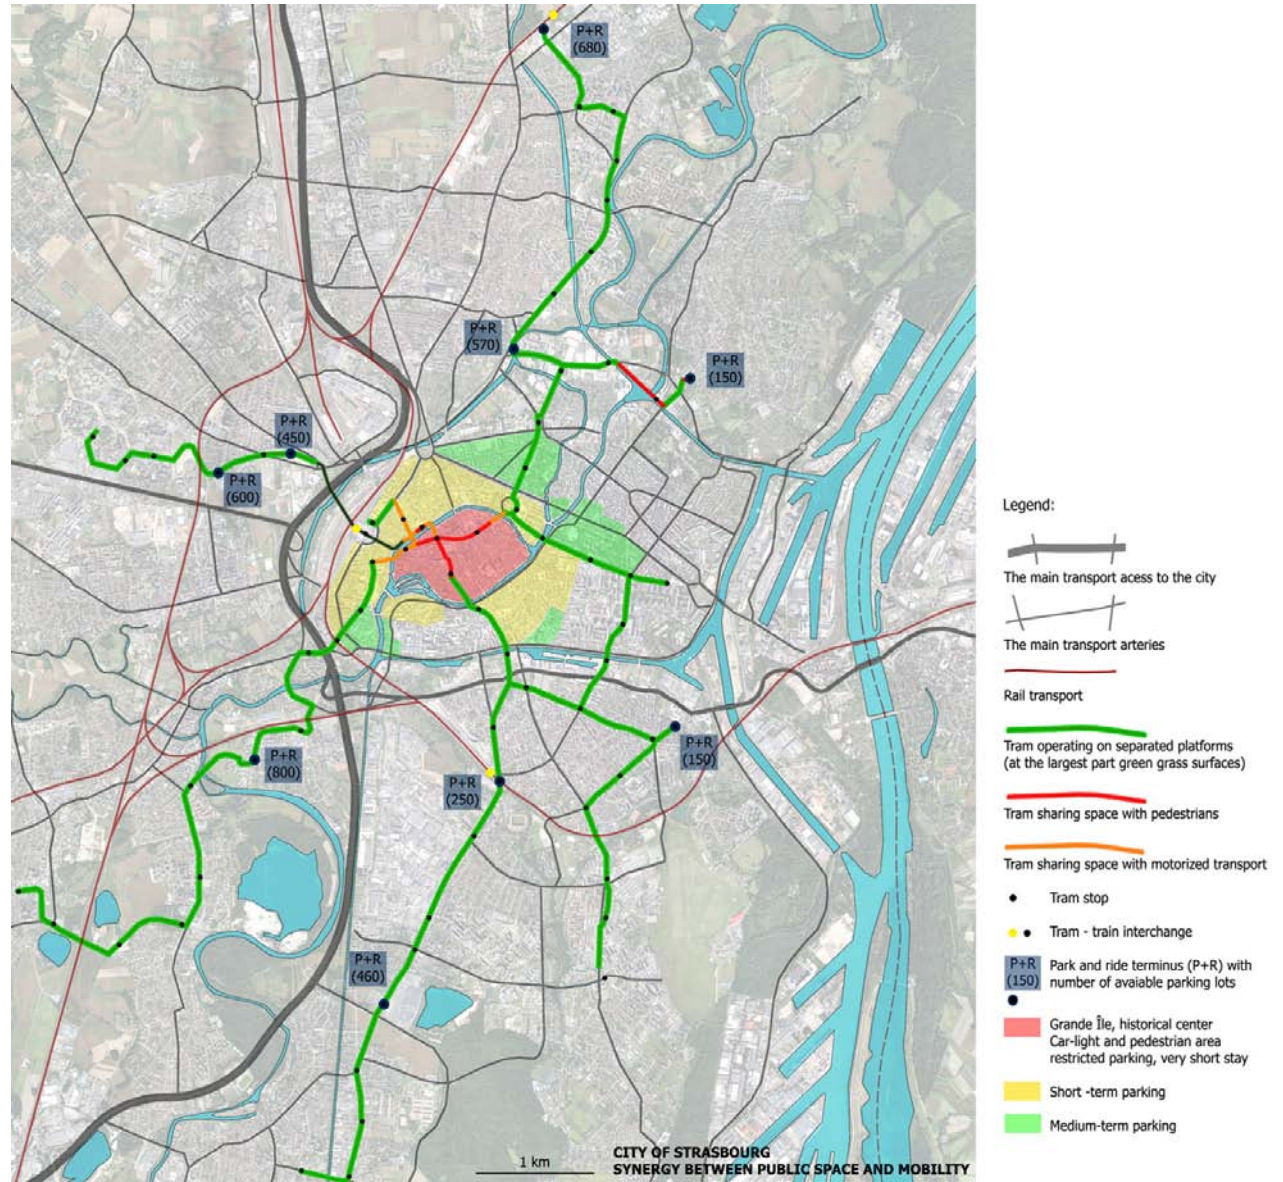 P+R
(680)
P+R
(570)
P+R
(150)
P+R
(450)
P+R
(600)
P+R
(150)
P+R
(800)
P+R
(250)
P+R
(460)
1 km
CITY OF STRASBOURG
SYNERGY BETWEEN PUBLIC SPACE AND MOBILITY
Legend:
The main transport acess to the city
The main transport arteries
Rail transport
Tram operating on separated platforms
(at the largest part green grass surfaces)
Tram sharing space with pedestrians
Tram sharing space with motorized transport
Tram stop
Tram - train interchange
P+R
(150)
Park and ride terminus (P+R) with
number of avaiable parking lots
Grande Île, historical center
Car-light and pedestrian area
restricted parking, very short stay
Short -term parking
Medium-term parking